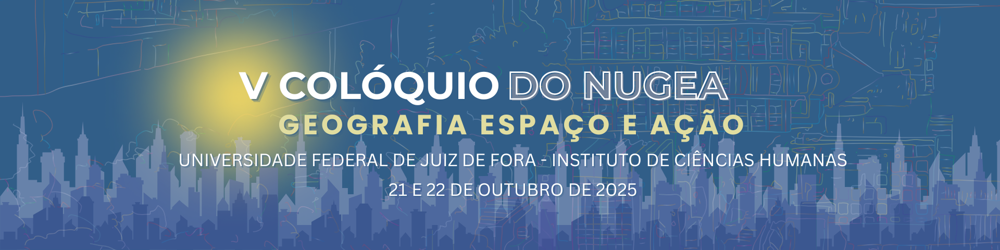 V COLÓQUIO DO NUGEA
GEOGRAFIA ESPAÇO E AÇÃO
UNIVERSIDADE FEDERAL DE JUIZ DE FORA - INSTITUTO DE CIÊNCIAS HUMANAS
21 E 22 DE OUTUBRO DE 2025